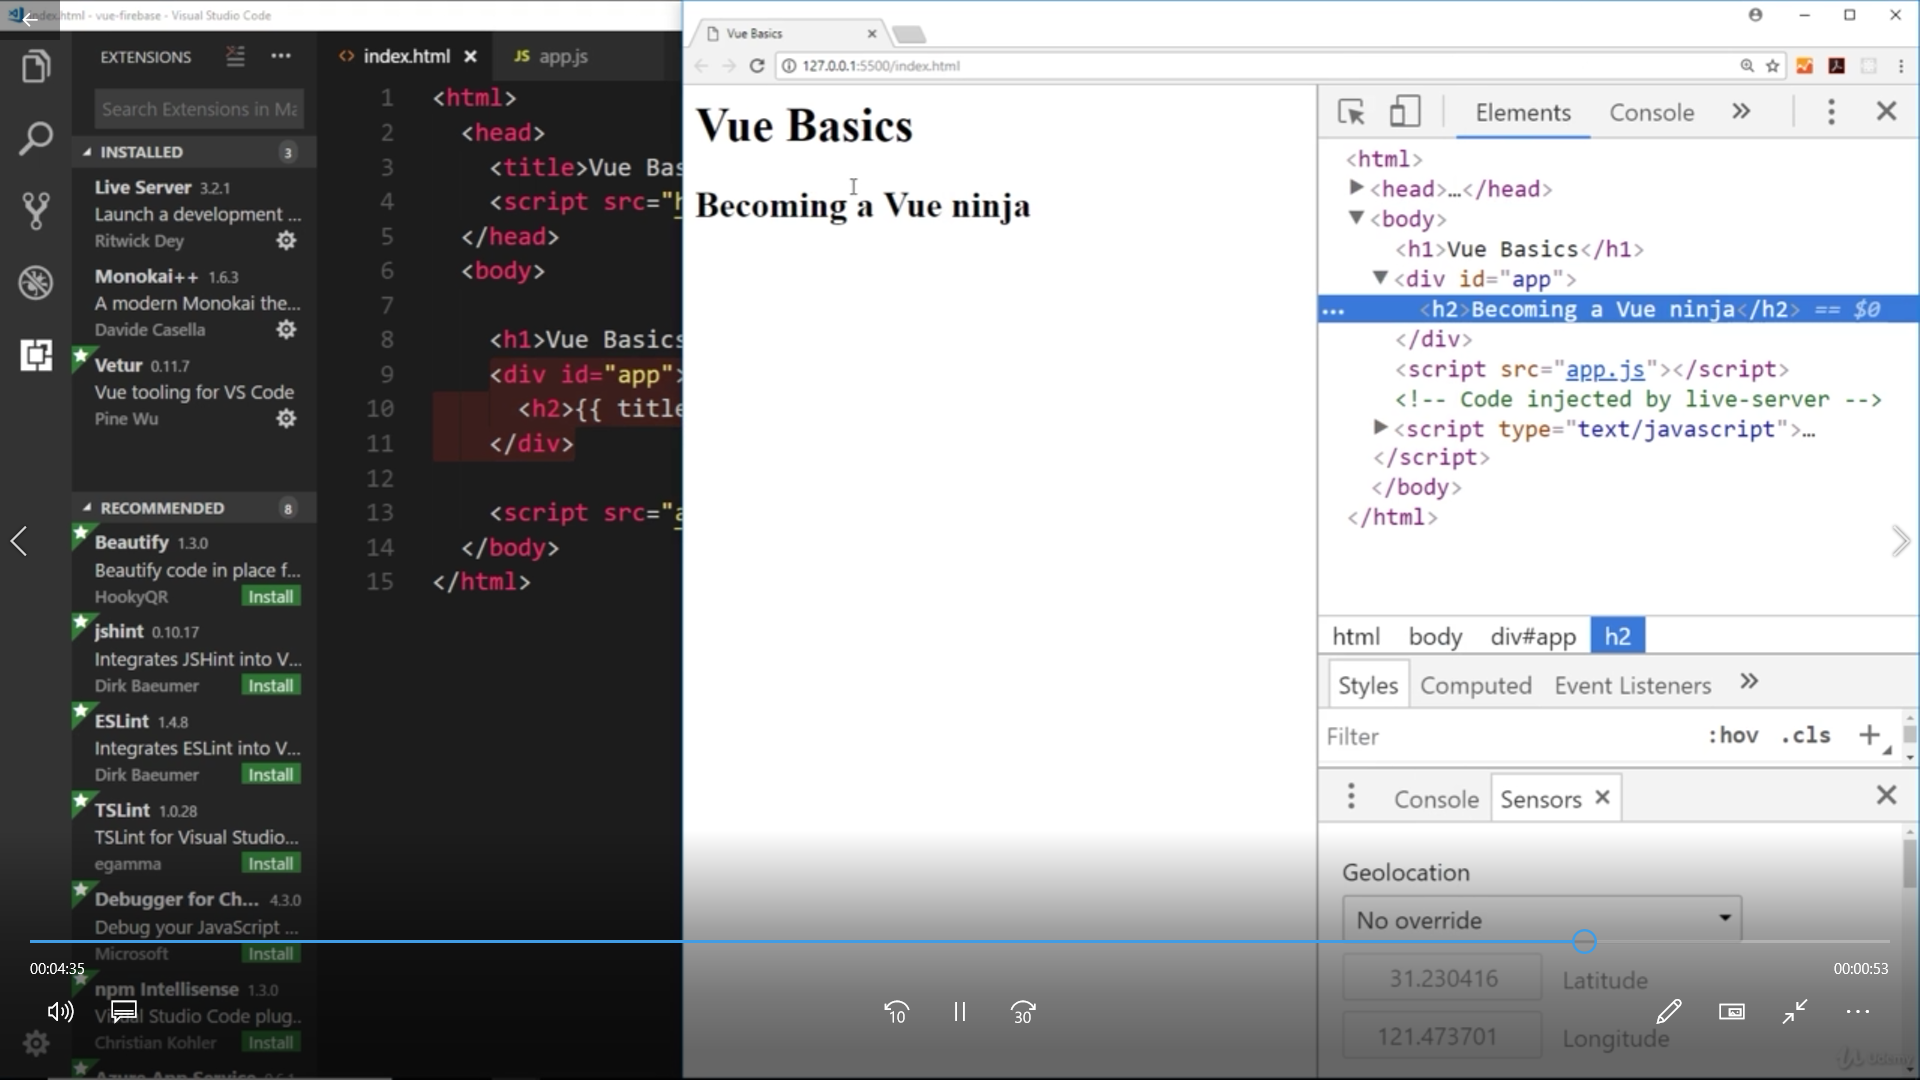 index.html - vue-firebase - Visual Studio Code
EXTENSIONS
Search Extensions in Ma
INSTALLED 3
Live Server 3.2.1
Launch a development ...
Ritwick Dey
Monokai++ 1.6.3
A modern Monokai the...
Davide Casella
Vetur 0.11.7
Vue tooling for VS Code
Pine Wu
RECOMMENDED 8
Beautify 1.3.0
Beautify code in place f...
HookyQR Install
jshint 0.10.17
Integrates JSHint into V...
Dirk Baeumer Install
ESLint 1.4.8
Integrates ESLint into V...
Dirk Baeumer Install
TSLint 1.0.28
TSLint for Visual Studio...
egamma Install
Debugger for Ch... 4.3.0
Debug your JavaScript ...
Microsoft Install
npm Intellisense 1.3.0
Visual Studio Code plug..
Christian Kohler Install
Azure App Service
index.html
JS app.js
1 <html>
2 <head>
3 <title>Vue Bas
4 <script src="h
5 </head>
6 <body>
7
8 <h1>Vue Basics
9 <div id="app">
10 <h2>{{ title
11 </div>
12
13 <script src="a
14 </body>
15 </html>
Vue Basics
127.0.0.1:5500/index.html
Vue Basics
Becoming a Vue ninja
Elements Console »
<html>
<head>…</head>
<body>
<h1>Vue Basics</h1>
<div id="app">
… <h2>Becoming a Vue ninja</h2> == $0
</div>
<script src="app.js"></script>
<!-- Code injected by live-server -->
<script type="text/javascript">…
</script>
</body>
</html>
html body div#app h2
Styles Computed Event Listeners »
Filter :hov .cls +
Console Sensors
Geolocation
No override
31.230416 Latitude
121.473701 Longitude
00:04:35
00:00:53
10
30
Udemy